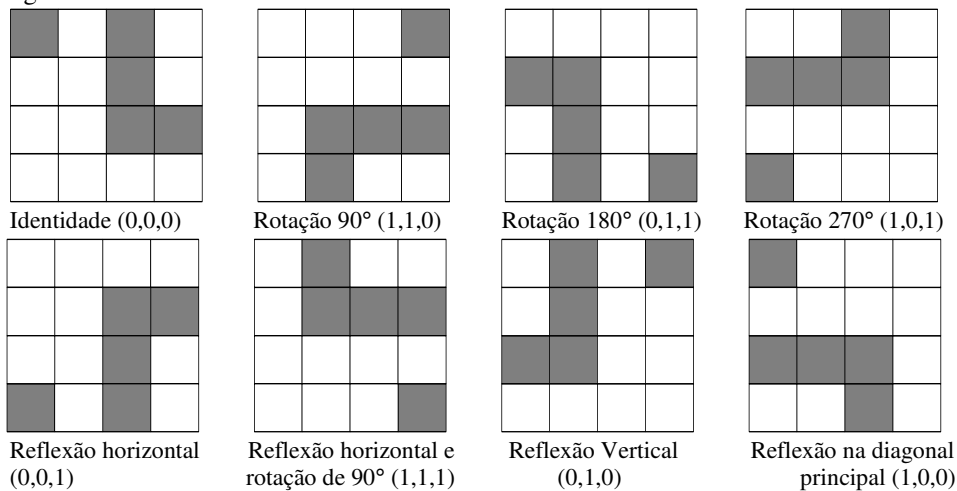 Identidade (0,0,0)
Rotação 90° (1,1,0)
Rotação 180° (0,1,1)
Rotação 270° (1,0,1)
Reflexão horizontal
(0,0,1)
Reflexão horizontal e
rotação de 90° (1,1,1)
Reflexão Vertical
(0,1,0)
Reflexão na diagonal
principal (1,0,0)